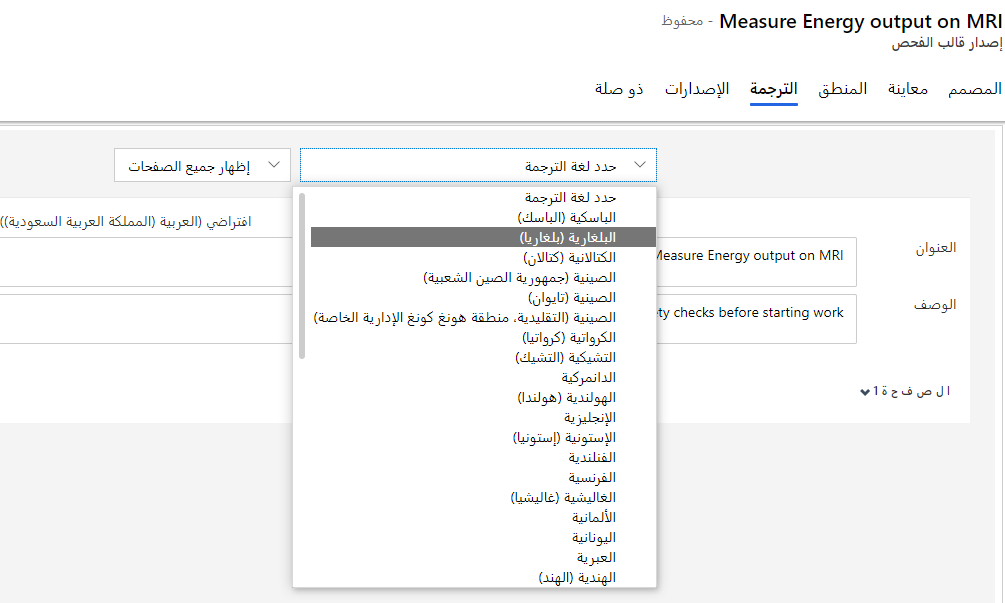 Measure Energy output on MRI - محفوظ
إصدار قالب الفحص
المصمم
معاينة
المنطق
الترجمة
الإصدارات
ذو صلة
حدد لغة الترجمة
إظهار جميع الصفحات
حدد لغة الترجمة
الباسكية (الباسك)
البلغارية (بلغاريا)
الكتالانية (كتالان)
الصينية (جمهورية الصين الشعبية)
الصينية (تايوان)
الصينية (التقليدية، منطقة هونغ كونغ الإدارية الخاصة)
الكرواتية (كرواتيا)
التشيكية (التشيك)
الدانمركية
الهولندية (هولندا)
الإنجليزية
الإستونية (إستونيا)
الفنلندية
الفرنسية
الغاليشية (غاليشيا)
الألمانية
اليونانية
العبرية
الهندية (الهند)
افتراضي (العربية (المملكة العربية السعودية))
العنوان
Measure Energy output on MRI
الوصف
checks before starting work
ال ص ف ح ة 1